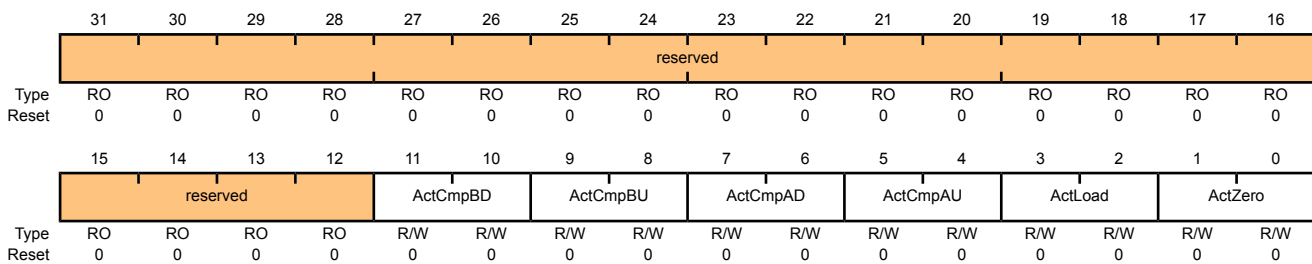 31 30 29 28 27 26 25 24 23 22 21 20 19 18 17 16
reserved
Type RO RO RO RO RO RO RO RO RO RO RO RO RO RO RO RO
Reset 0 0 0 0 0 0 0 0 0 0 0 0 0 0 0 0
15 14 13 12 11 10 9 8 7 6 5 4 3 2 1 0
reserved ActCmpBD ActCmpBU ActCmpAD ActCmpAU ActLoad ActZero
Type RO RO RO RO R/W R/W R/W R/W R/W R/W R/W R/W R/W R/W R/W R/W
Reset 0 0 0 0 0 0 0 0 0 0 0 0 0 0 0 0